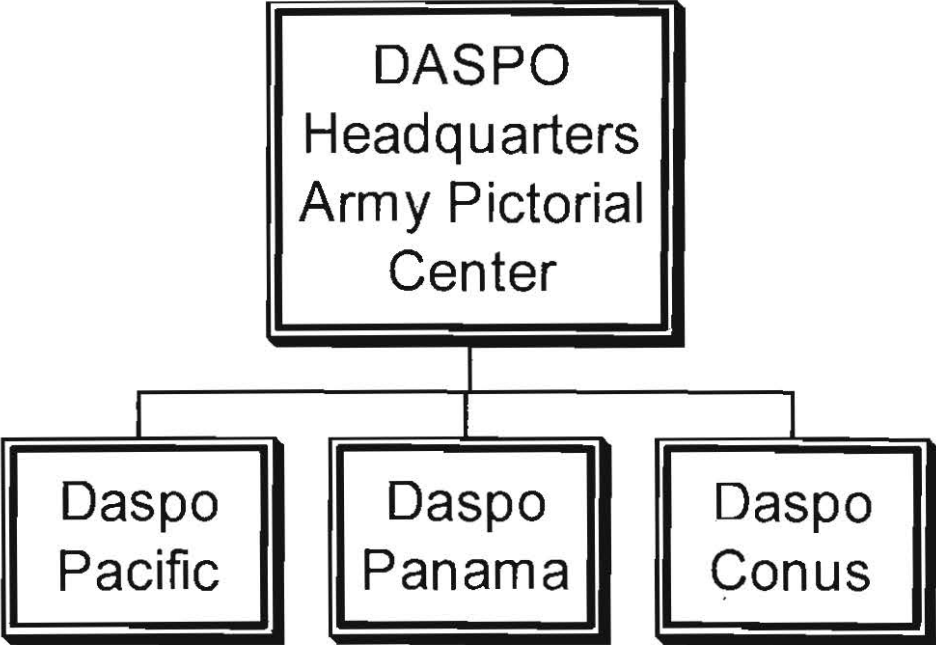 DASPO
Headquarters
Army Pictorial
Center
Daspo
Pacific
Daspo
Panama
Daspo
Conus